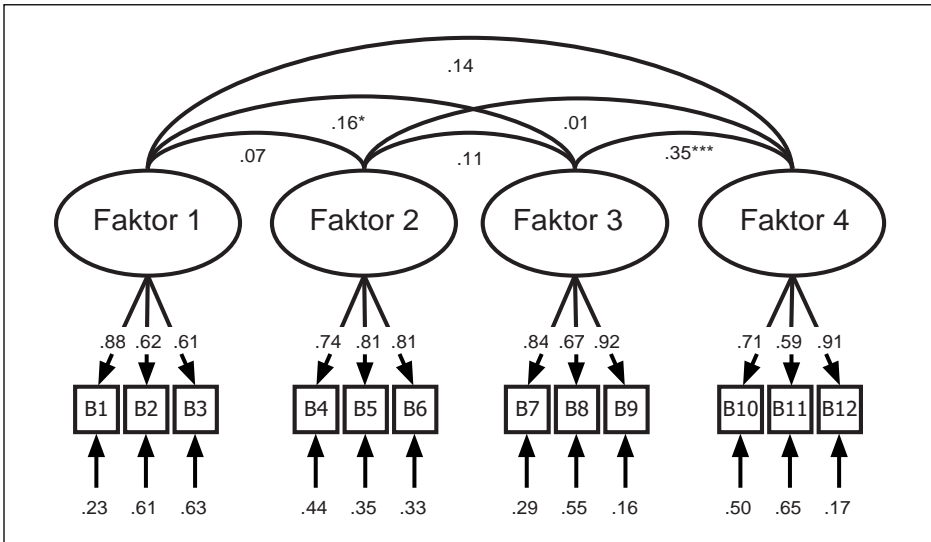 .14
.16* .01
.07 .11 .35***
Faktor 1 Faktor 2 Faktor 3 Faktor 4
.88 .62 .61 .74 .81 .81 .84 .67 .92 .71 .59 .91
B1 B2 B3 B4 B5 B6 B7 B8 B9 B10 B11 B12
.23 .61 .63 .44 .35 .33 .29 .55 .16 .50 .65 .17